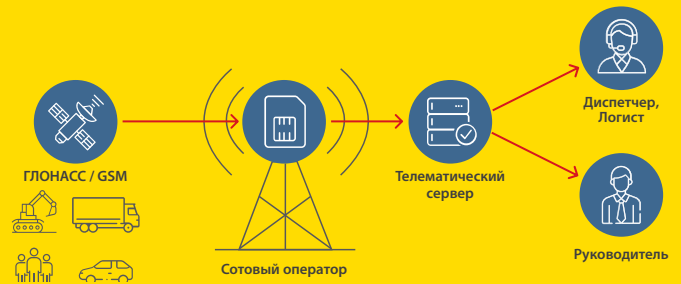 ГЛОНАСС / GSM
Сотовый оператор
Телематический
сервер
Диспетчер,
Логист
Руководитель